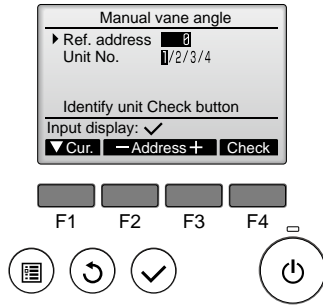 Manual vane angle
Ref. address 0
Unit No. 1/2/3/4
Identify unit Check button
Input display: ✓
▼Cur. －Address＋ Check
F1 F2 F3 F4